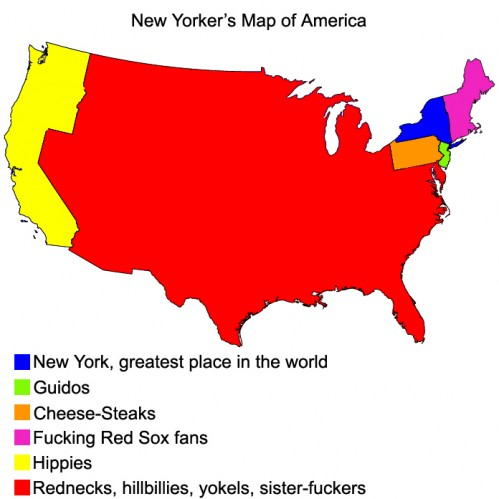 New Yorker's Map of America
New York, greatest place in the world
Guidos
Cheese-Steaks
Fucking Red Sox fans
Hippies
Rednecks, hillbillies, yokels, sister-fuckers